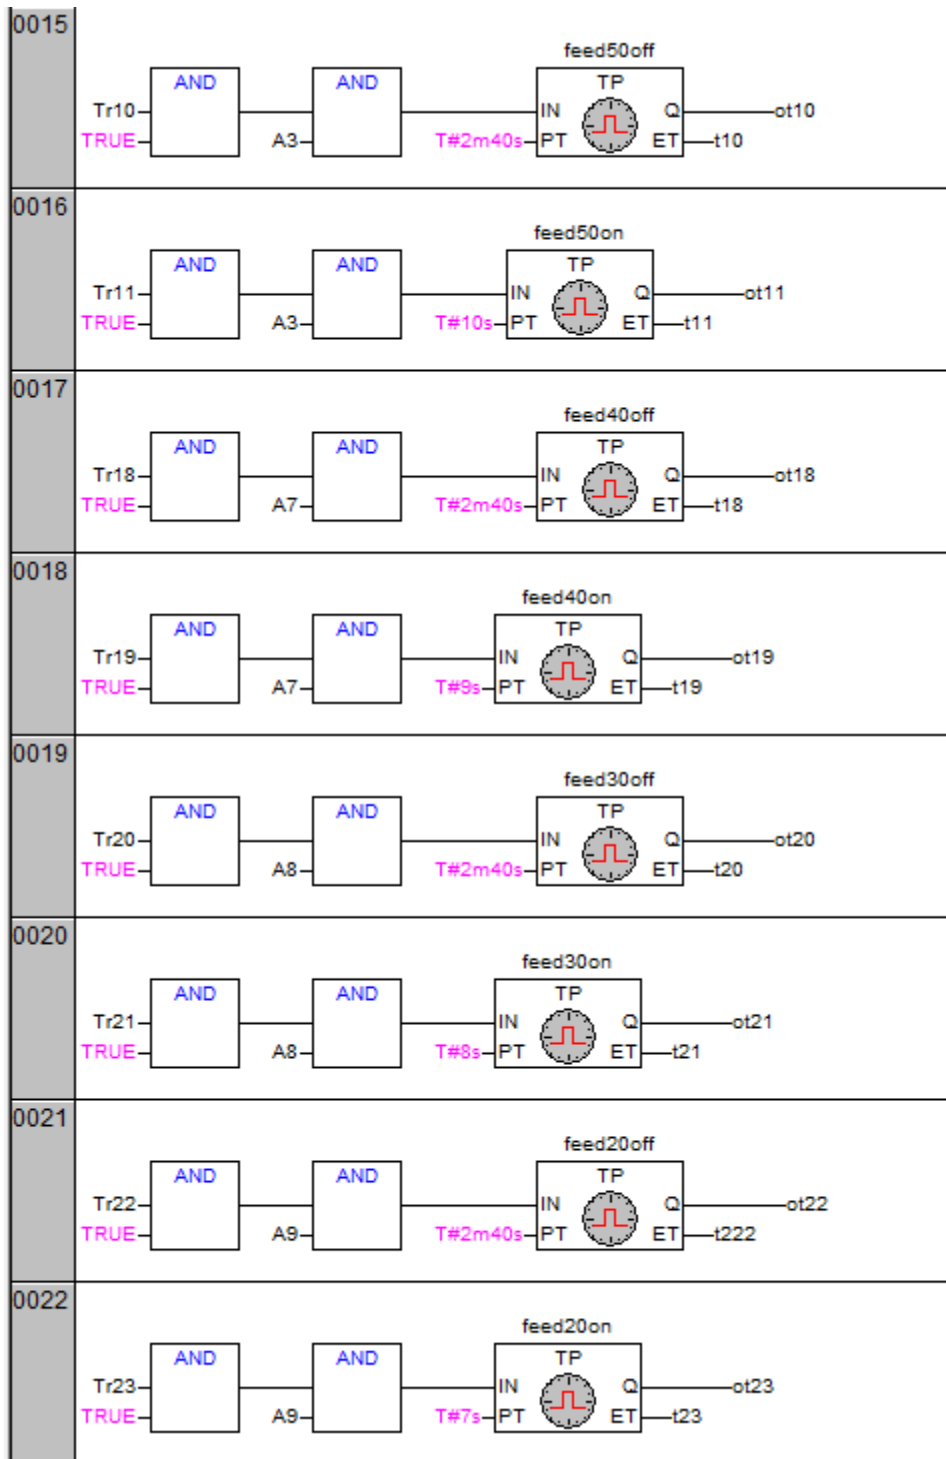 0015
feed50off
AND AND TP
Tr10 IN Q ot10
TRUE A3 T#2m40s PT ET t10
0016
feed50on
AND AND TP
Tr11 IN Q ot11
TRUE A3 T#10s PT ET t11
0017
feed40off
AND AND TP
Tr18 IN Q ot18
TRUE A7 T#2m40s PT ET t18
0018
feed40on
AND AND TP
Tr19 IN Q ot19
TRUE A7 T#9s PT ET t19
0019
feed30off
AND AND TP
Tr20 IN Q ot20
TRUE A8 T#2m40s PT ET t20
0020
feed30on
AND AND TP
Tr21 IN Q ot21
TRUE A8 T#8s PT ET t21
0021
feed20off
AND AND TP
Tr22 IN Q ot22
TRUE A9 T#2m40s PT ET t222
0022
feed20on
AND AND TP
Tr23 IN Q ot23
TRUE A9 T#7s PT ET t23